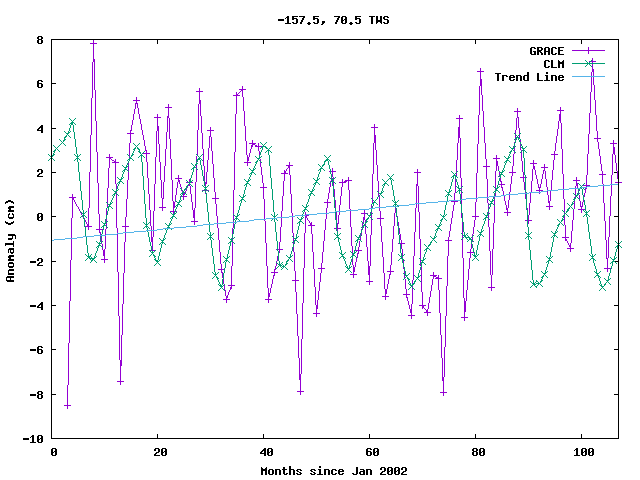 -157.5, 70.5 TWS
GRACE
CLM
Trend Line
8
6
4
2
0
-2
-4
-6
-8
-10
Anomaly (cm)
0 20 40 60 80 100
Months since Jan 2002